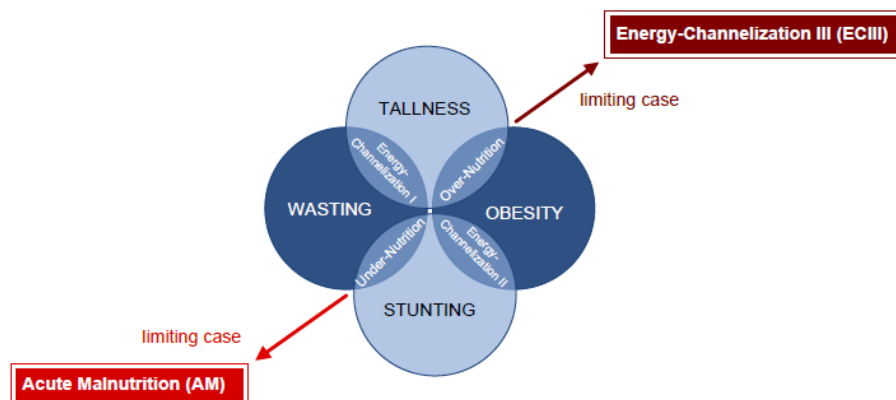 Energy-Channelization III (ECIII)
limiting case
TALLNESS
Energy-
Channelization I
Over-Nutrition
WASTING
OBESITY
Under-Nutrition
Energy-
Channelization II
STUNTING
limiting case
Acute Malnutrition (AM)